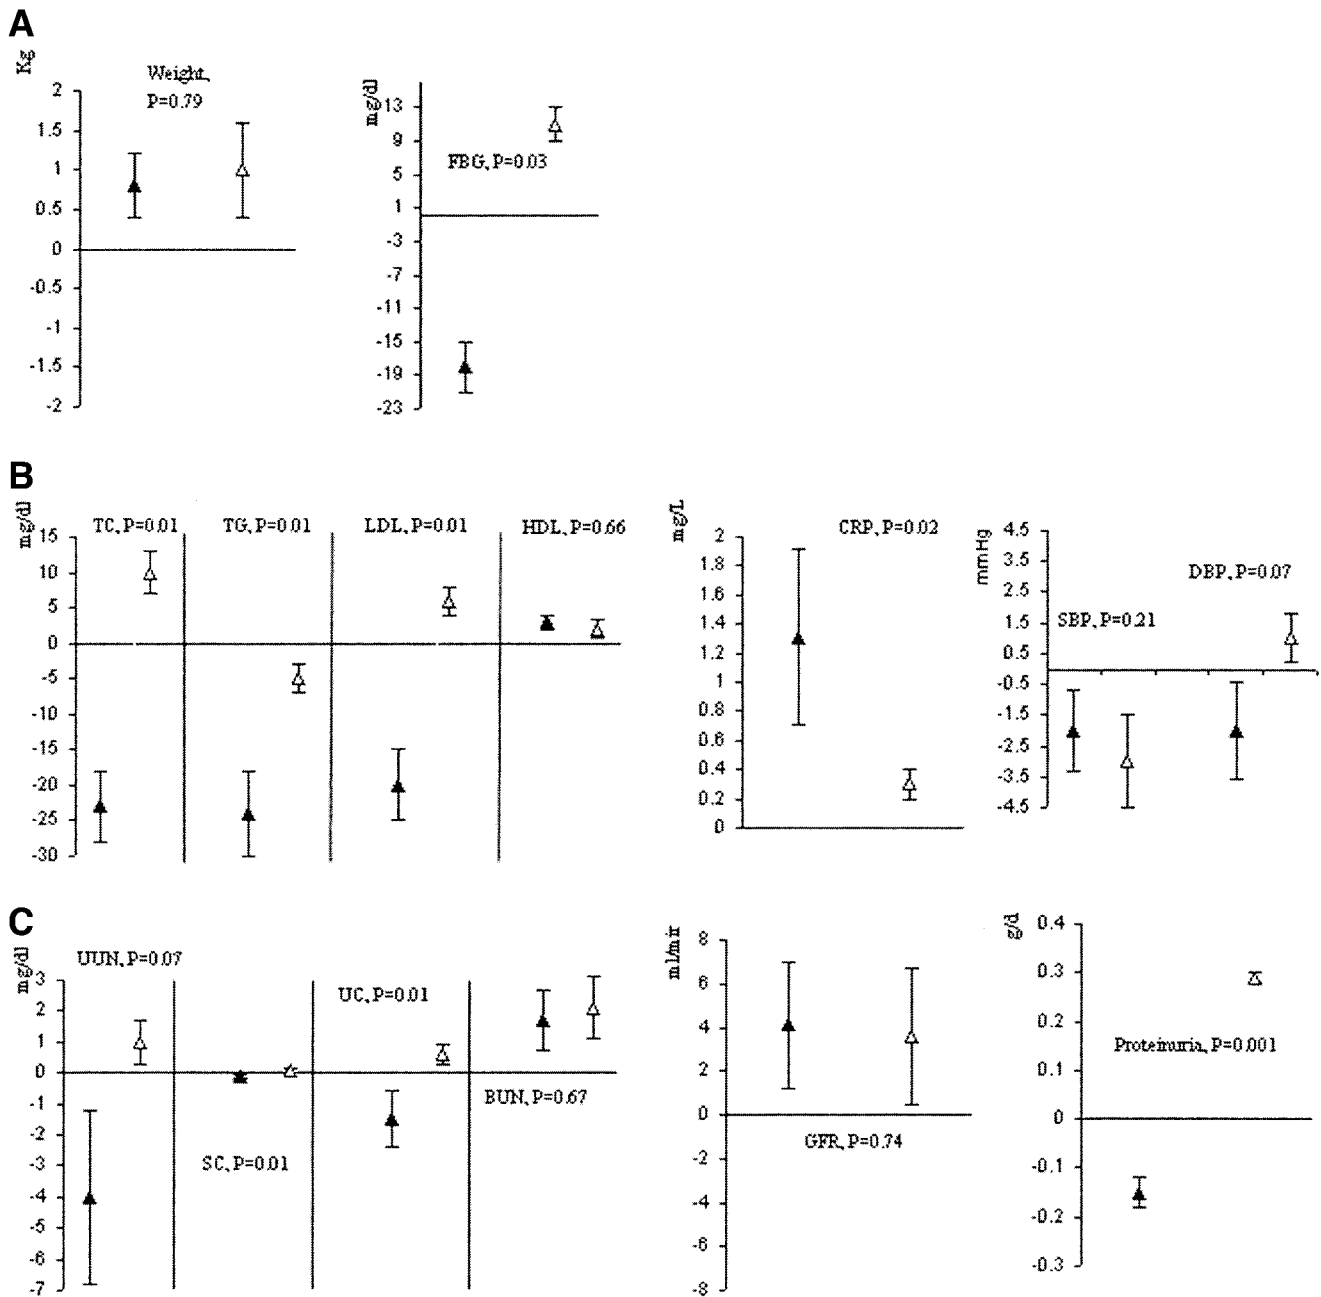 A
Kg
Weight,
P=0.79
2
1.5
1
0.5
0
-0.5
-1
-1.5
-2
mg/dl
FBG, P=0.03
13
9
5
1
-3
-7
-11
-15
-19
-23
B
mg/dl
TC, P=0.01
TG, P=0.01
LDL, P=0.01
HDL, P=0.66
15
10
5
0
-5
-10
-15
-20
-25
-30
mg/L
CRP, P=0.02
2
1.8
1.6
1.4
1.2
1
0.8
0.6
0.4
0.2
0
mmHg
DBP, P=0.07
SBP, P=0.21
4.5
3.5
2.5
1.5
0.5
-0.5
-1.5
-2.5
-3.5
-4.5
C
mg/dl
UUN, P=0.07
UC, P=0.01
BUN, P=0.67
SC, P=0.01
3
2
1
0
-1
-2
-3
-4
-5
-6
-7
ml/mir
GFR, P=0.74
8
6
4
2
0
-2
-4
-6
-8
g/d
Proteinuria, P=0.001
0.4
0.3
0.2
0.1
0
-0.1
-0.2
-0.3